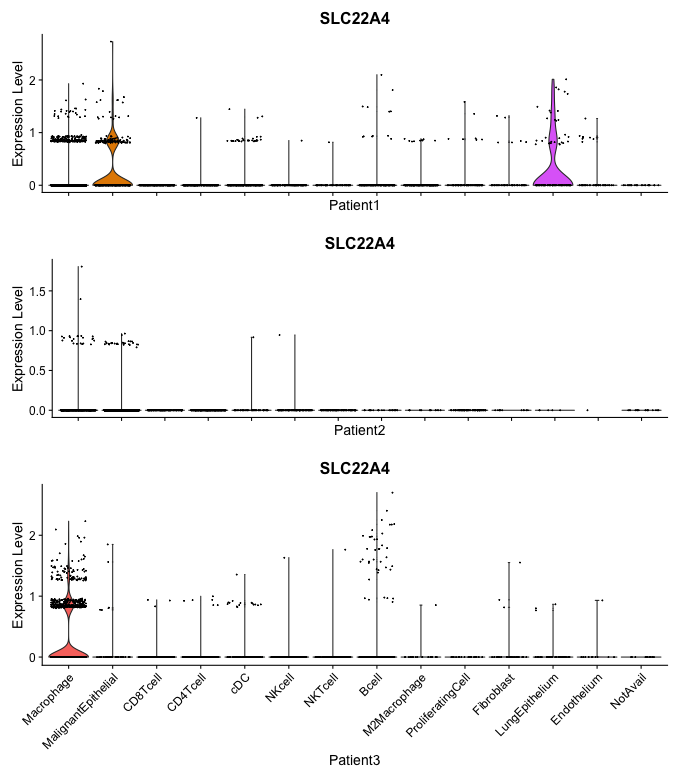 SLC22A4
Expression Level
2
1
0
Patient1
SLC22A4
Expression Level
1.5
1.0
0.5
0.0
Patient2
SLC22A4
Expression Level
2
1
0
Macrophage
MalignantEpithelial
CD8Tcell
CD4Tcell
cDC
NKcell
NKTcell
Bcell
M2Macrophage
ProliferatingCell
Fibroblast
LungEpithelium
Endothelium
NotAvail
Patient3